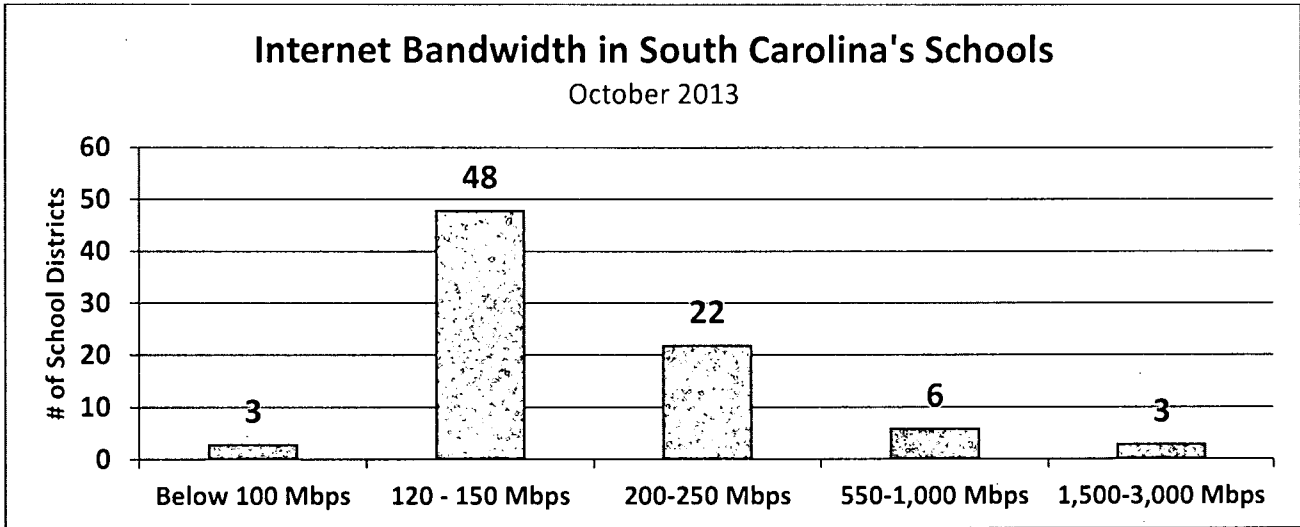 Internet Bandwidth in South Carolina's Schools
October 2013
# of School Districts
60
50
40
30
20
10
0
3
48
22
6
3
Below 100 Mbps
120 - 150 Mbps
200-250 Mbps
550-1,000 Mbps
1,500-3,000 Mbps